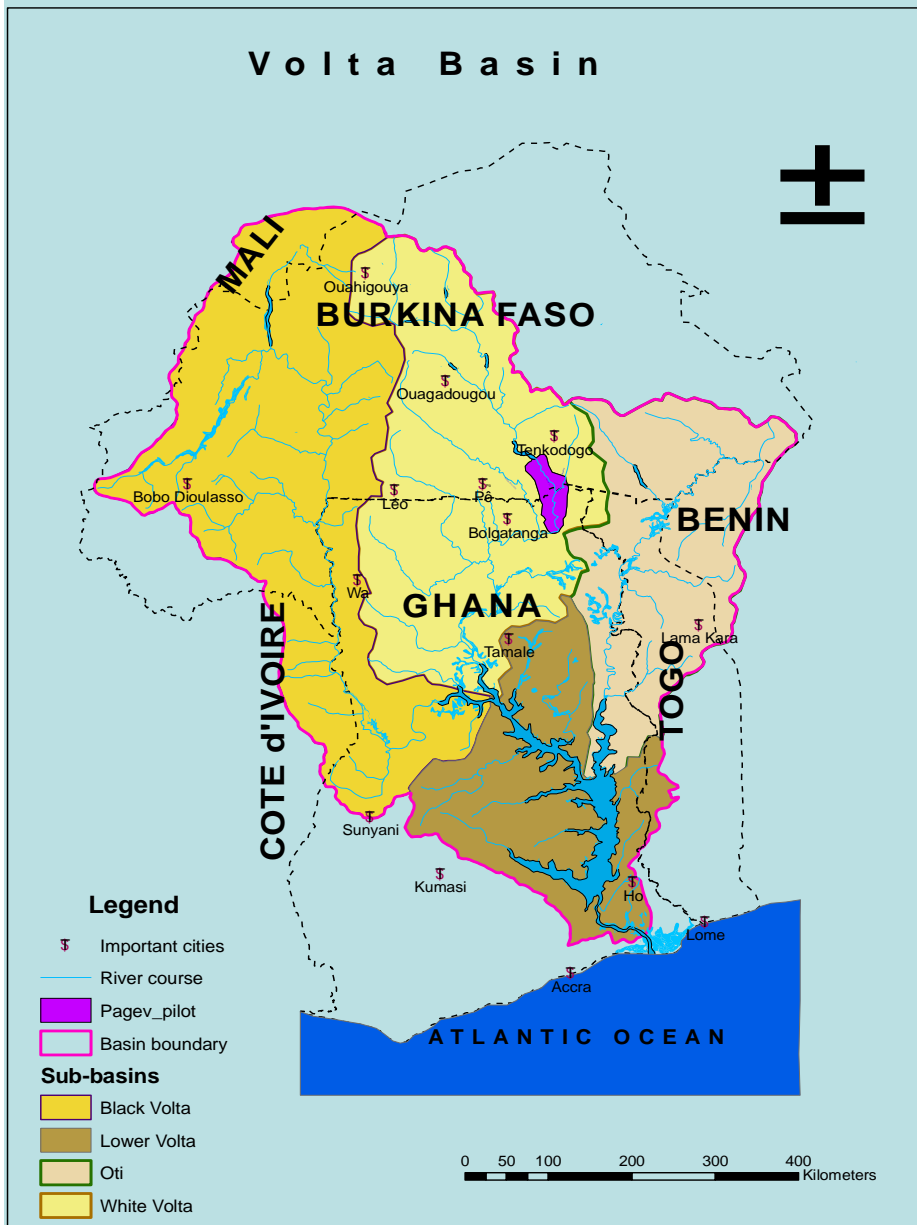 Volta Basin
MALI
Ouahigouya
BURKINA FASO
Ouagadougou
Tenkodogo
Bobo Dioulasso
Leo
Pô
BENIN
Bolgatanga
Wa
GHANA
Lama Kara
Tamale
COTE d'IVOIRE
TOGO
Sunyani
Kumasi
Ho
Lome
Accra
ATLANTIC OCEAN
Legend
Important cities
River course
Pagev_pilot
Basin boundary
Sub-basins
Black Volta
Lower Volta
Oti
White Volta
0 50 100 200 300 400
Kilometers